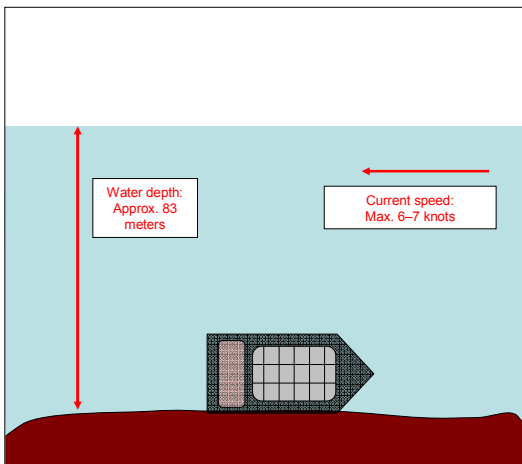 Water depth:
Approx. 83
meters
Current speed:
Max. 6–7 knots